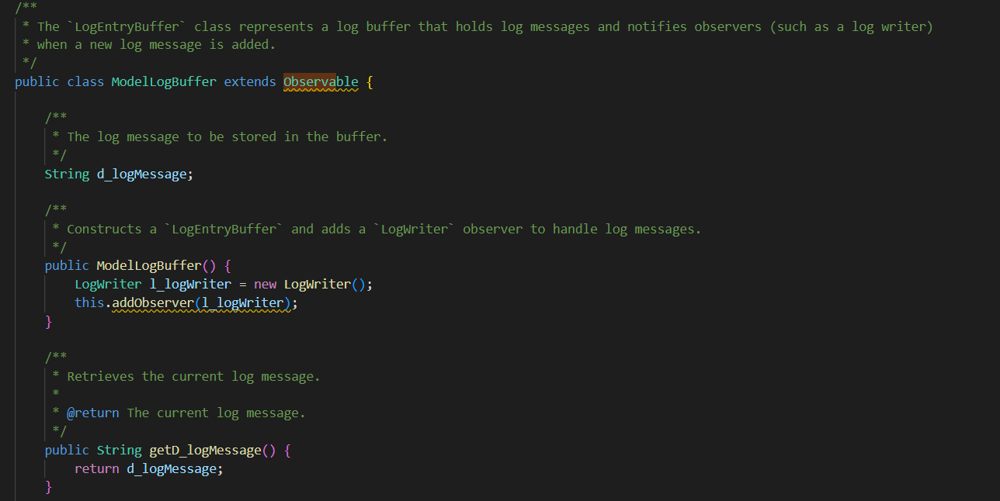 /**
 * The `LogEntryBuffer` class represents a log buffer that holds log messages and notifies observers (such as a log writer)
 * when a new log message is added.
 */
public class ModelLogBuffer extends Observable {
    /**
     * The log message to be stored in the buffer.
     */
    String d_logMessage;
    /**
     * Constructs a `LogEntryBuffer` and adds a `LogWriter` observer to handle log messages.
     */
    public ModelLogBuffer() {
        LogWriter l_logWriter = new LogWriter();
        this.addObserver(l_logWriter);
    }
    /**
     * Retrieves the current log message.
     *
     * @return The current log message.
     */
    public String getD_logMessage() {
        return d_logMessage;
    }